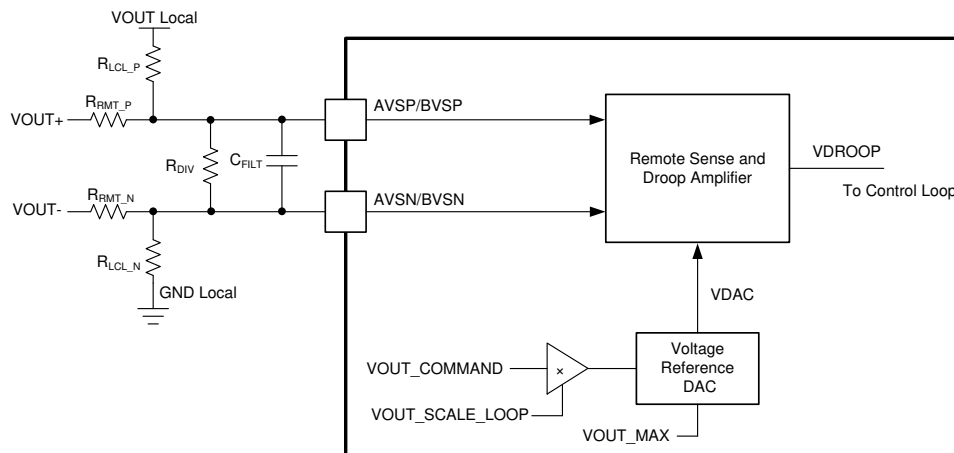 VOUT Local
RLCL_P
RRMT_P
VOUT+
AVSP/BVSP
RDIV
CFILT
Remote Sense and
Droop Amplifier
VDROOP
To Control Loop
RRMT_N
VOUT-
AVSN/BVSN
RLCL_N
GND Local
VDAC
VOUT_COMMAND
×
Voltage
Reference
DAC
VOUT_SCALE_LOOP
VOUT_MAX